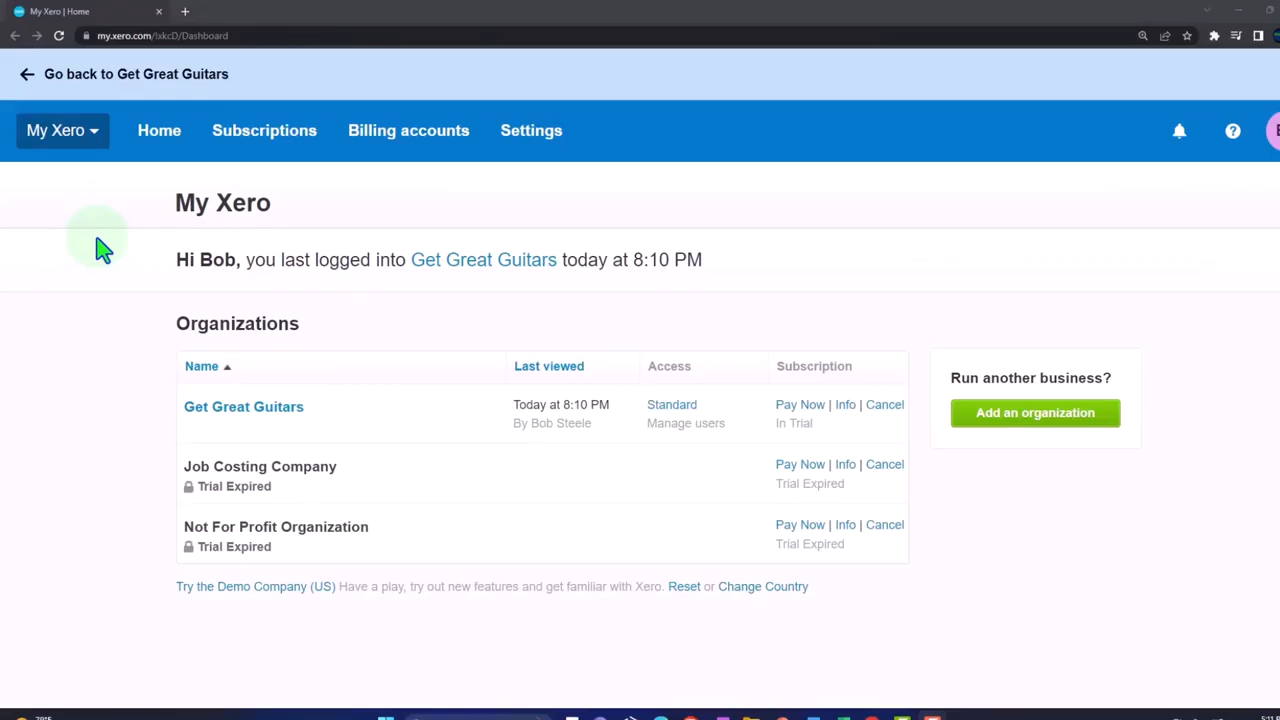 My Xero | Home
my.xero.com/!xkcD/Dashboard
Go back to Get Great Guitars
My Xero Home Subscriptions Billing accounts Settings
My Xero
Hi Bob, you last logged into Get Great Guitars today at 8:10 PM
Organizations
Name Last viewed Access Subscription
Get Great Guitars Today at 8:10 PM Standard Pay Now | Info | Cancel
By Bob Steele Manage users In Trial
Job Costing Company Pay Now | Info | Cancel
Trial Expired Trial Expired
Not For Profit Organization Pay Now | Info | Cancel
Trial Expired Trial Expired
Run another business?
Add an organization
Try the Demo Company (US) Have a play, try out new features and get familiar with Xero. Reset or Change Country